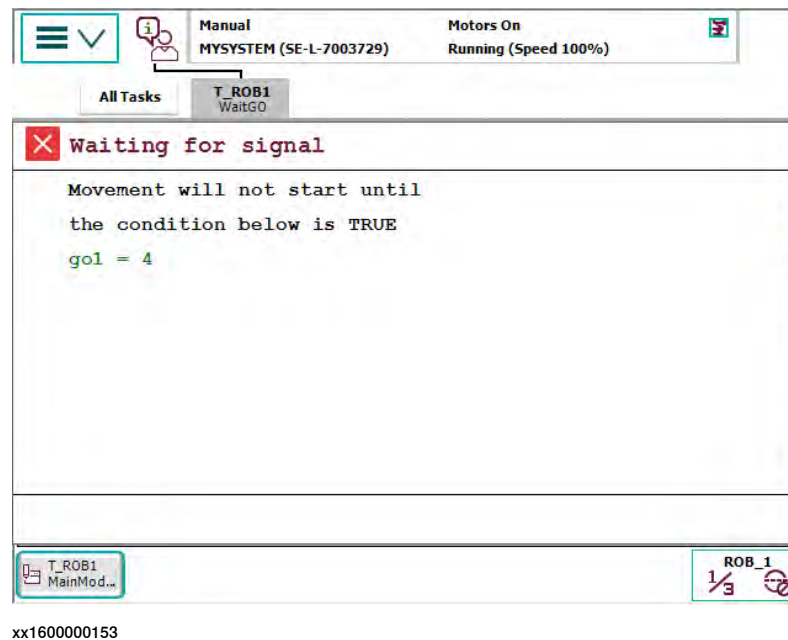 Manual
MYSYSTEM (SE-L-7003729)
Motors On
Running (Speed 100%)
All Tasks
T_ROB1
WaitGO
Waiting for signal
Movement will not start until
the condition below is TRUE
go1 = 4
T_ROB1
MainMod...
ROB_1
1/3
xx1600000153